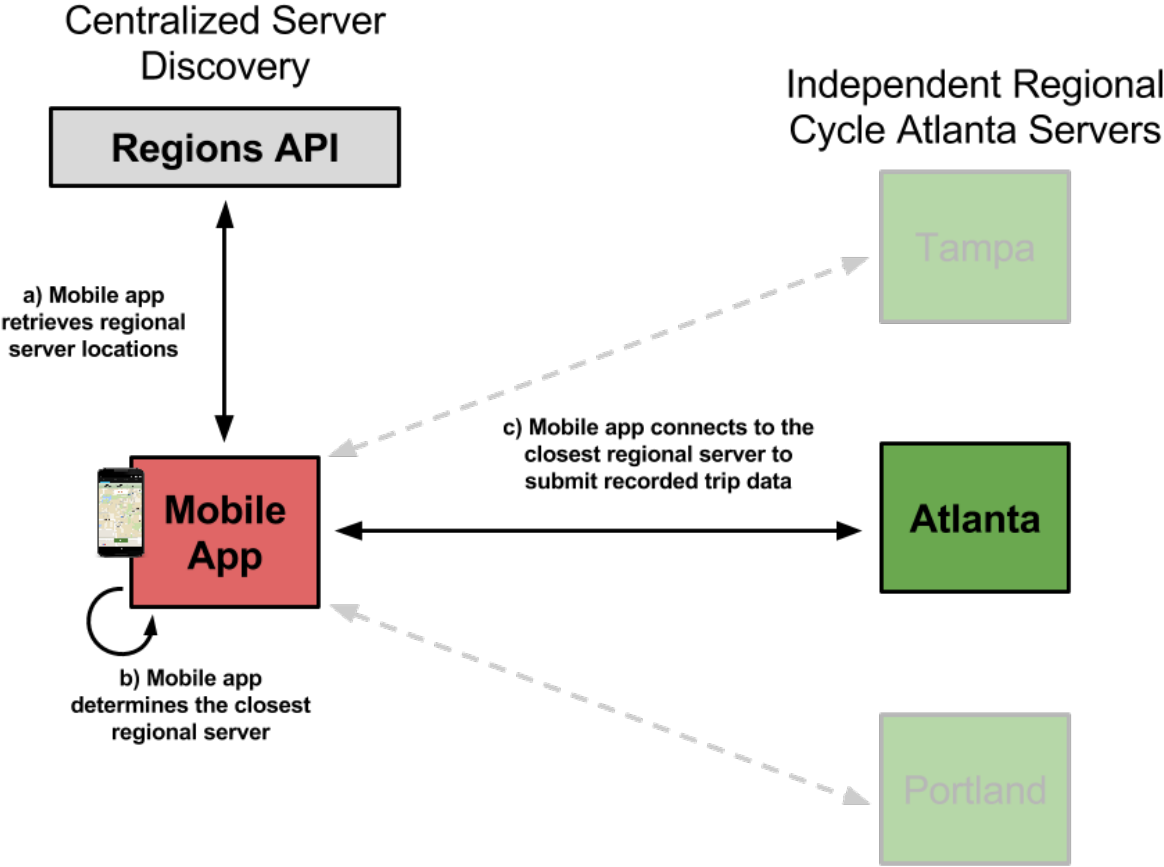 Centralized Server
Discovery
Regions API
Independent Regional
Cycle Atlanta Servers
Tampa
a) Mobile app
retrieves regional
server locations
c) Mobile app connects to the
closest regional server to
submit recorded trip data
Mobile
App
Atlanta
b) Mobile app
determines the closest
regional server
Portland